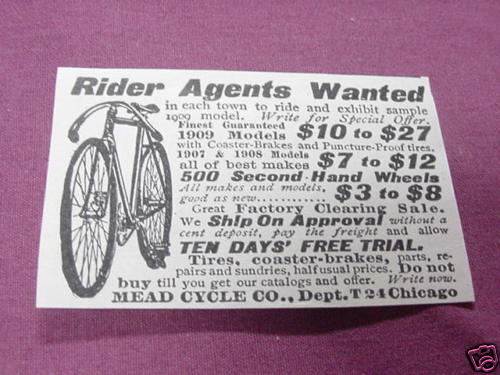 Rider Agents Wanted
in each town to ride and exhibit sample
1909 model. Write for Special Offer.
Finest Guaranteed
1909 Models $10 to $27
with Coaster-Brakes and Puncture-Proof tires.
1907 & 1908 Models
all of best makes $7 to $12
500 Second-Hand Wheels
All makes and models,
good as new............ $3 to $8
Great Factory Clearing Sale.
We Ship On Approval without a
cent deposit, pay the freight and allow
TEN DAYS' FREE TRIAL.
Tires, coaster-brakes, parts, re-
pairs and sundries, half usual prices. Do not
buy till you get our catalogs and offer. Write now.
MEAD CYCLE CO., Dept. T 24 Chicago